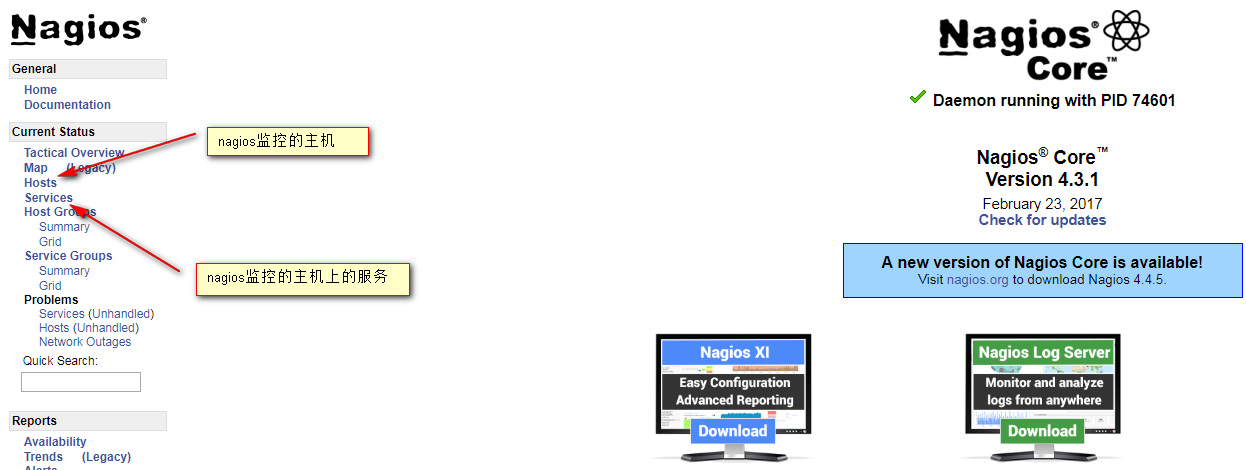 Nagios®
General
Home
Documentation
Current Status
Tactical Overview
Map (Legacy)
Hosts
Services
Host Groups
Summary
Grid
Service Groups
Summary
Grid
Problems
Services (Unhandled)
Hosts (Unhandled)
Network Outages
Quick Search:
Reports
Availability
Trends (Legacy)
Alerts
nagios监控的主机
nagios监控的主机上的服务
Nagios®
Core™
Daemon running with PID 74601
Nagios® Core™
Version 4.3.1
February 23, 2017
Check for updates
A new version of Nagios Core is available!
Visit nagios.org to download Nagios 4.4.5.
Nagios XI
Easy Configuration
Advanced Reporting
Download
Nagios Log Server
Monitor and analyze
logs from anywhere
Download